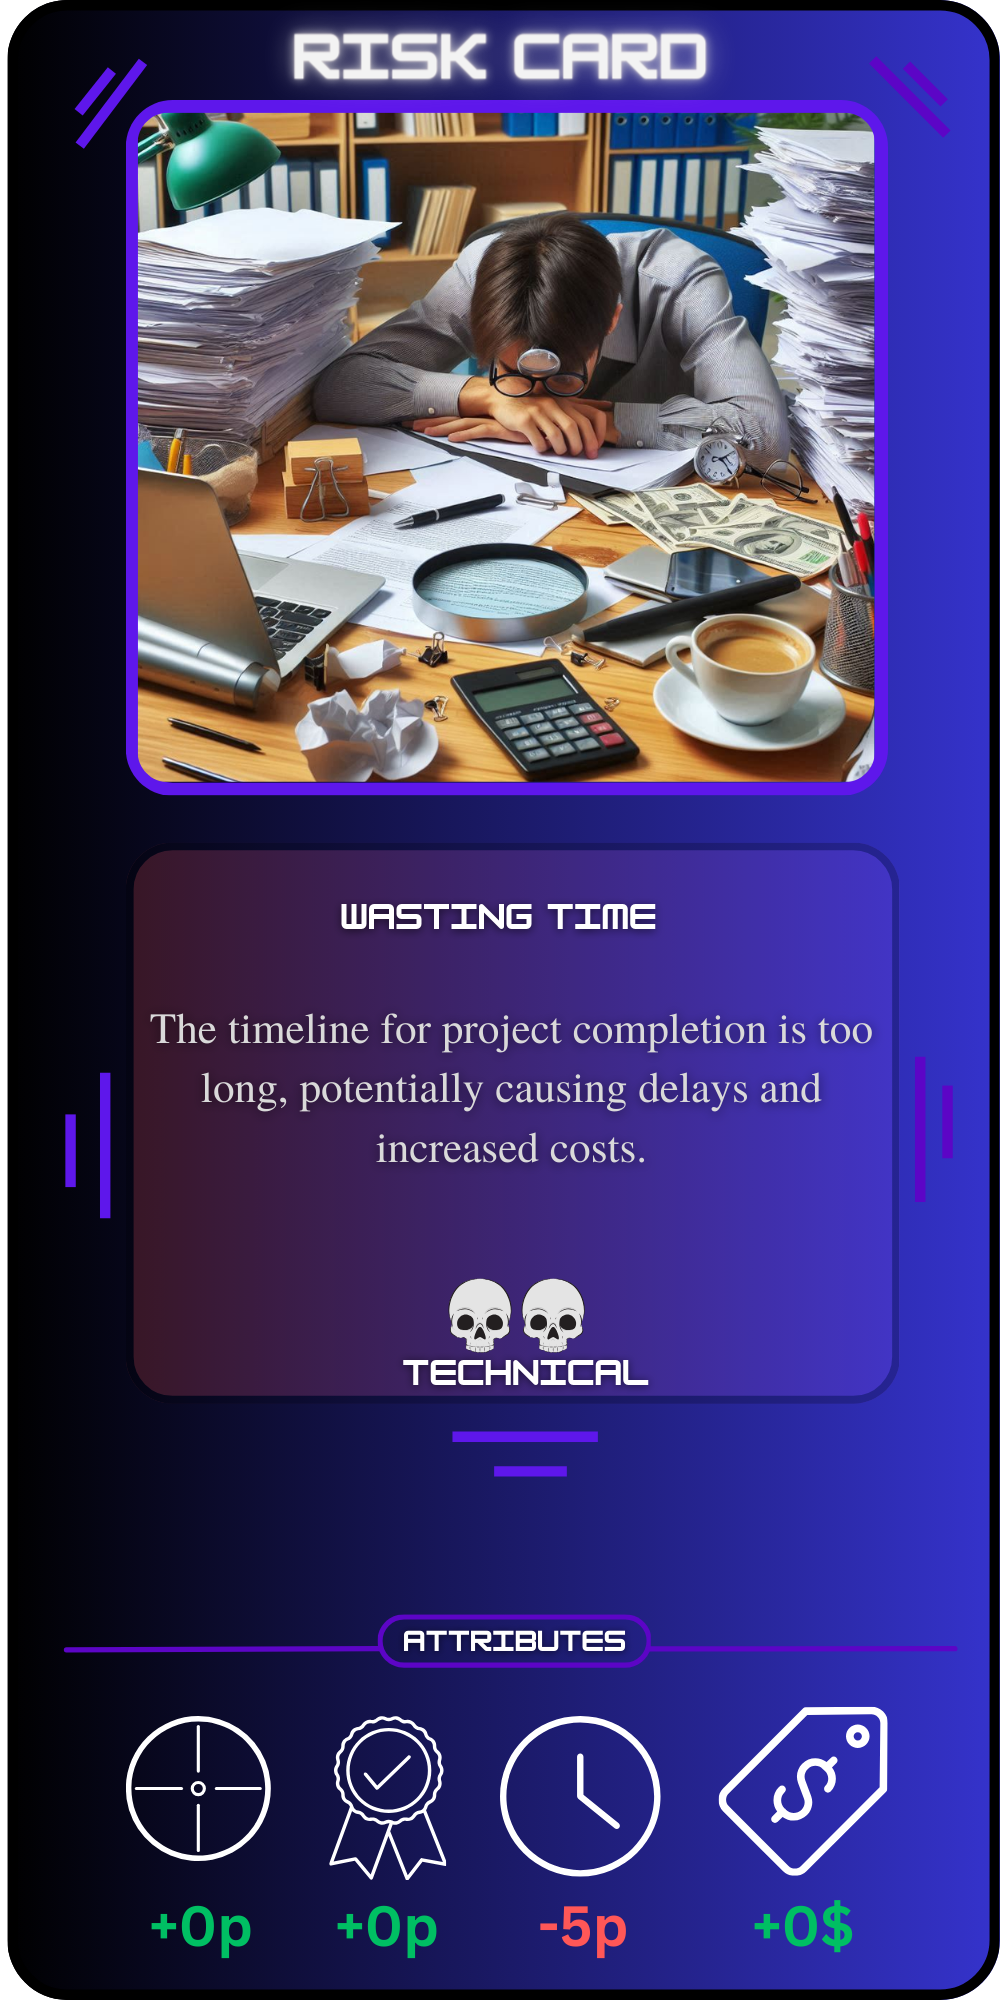 RISK CARD
WASTING TIME
The timeline for project completion is too
long, potentially causing delays and
increased costs.
TECHNICAL
ATTRIBUTES
+0p +0p -5p +0$